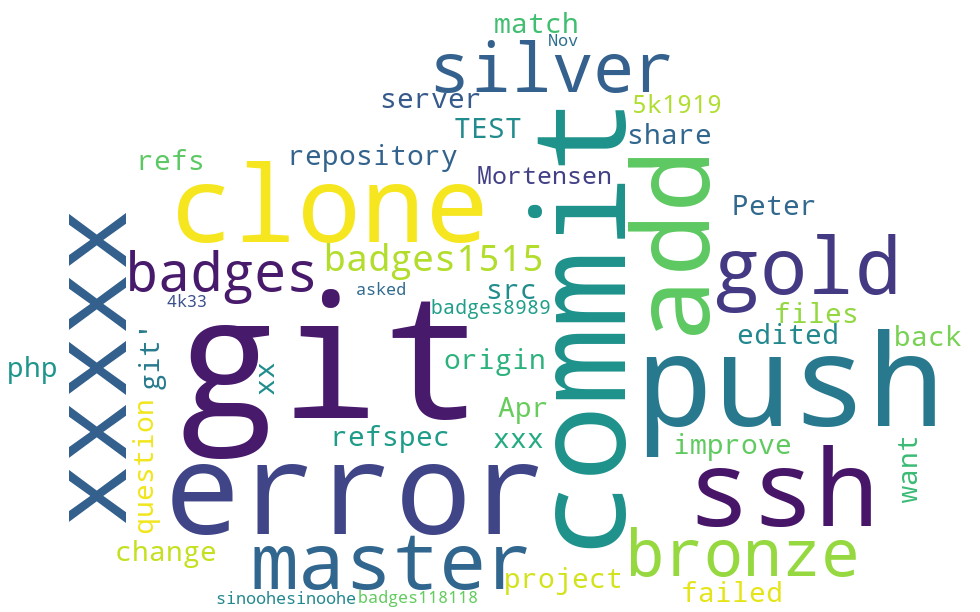 match
Nov
silver
server
5k1919
TEST
share
refs
repository
commit
add
clone
Mortensen
Peter
xxxxxx
badges
badges1515
gold
4k33
asked
src
badges8989
files
git
git'
edited
back
php
xx
origin
push
question
Apr
refspec
xxx
improve
want
error
ssh
change
master
bronze
project
failed
sinoohesinoohe
badges118118